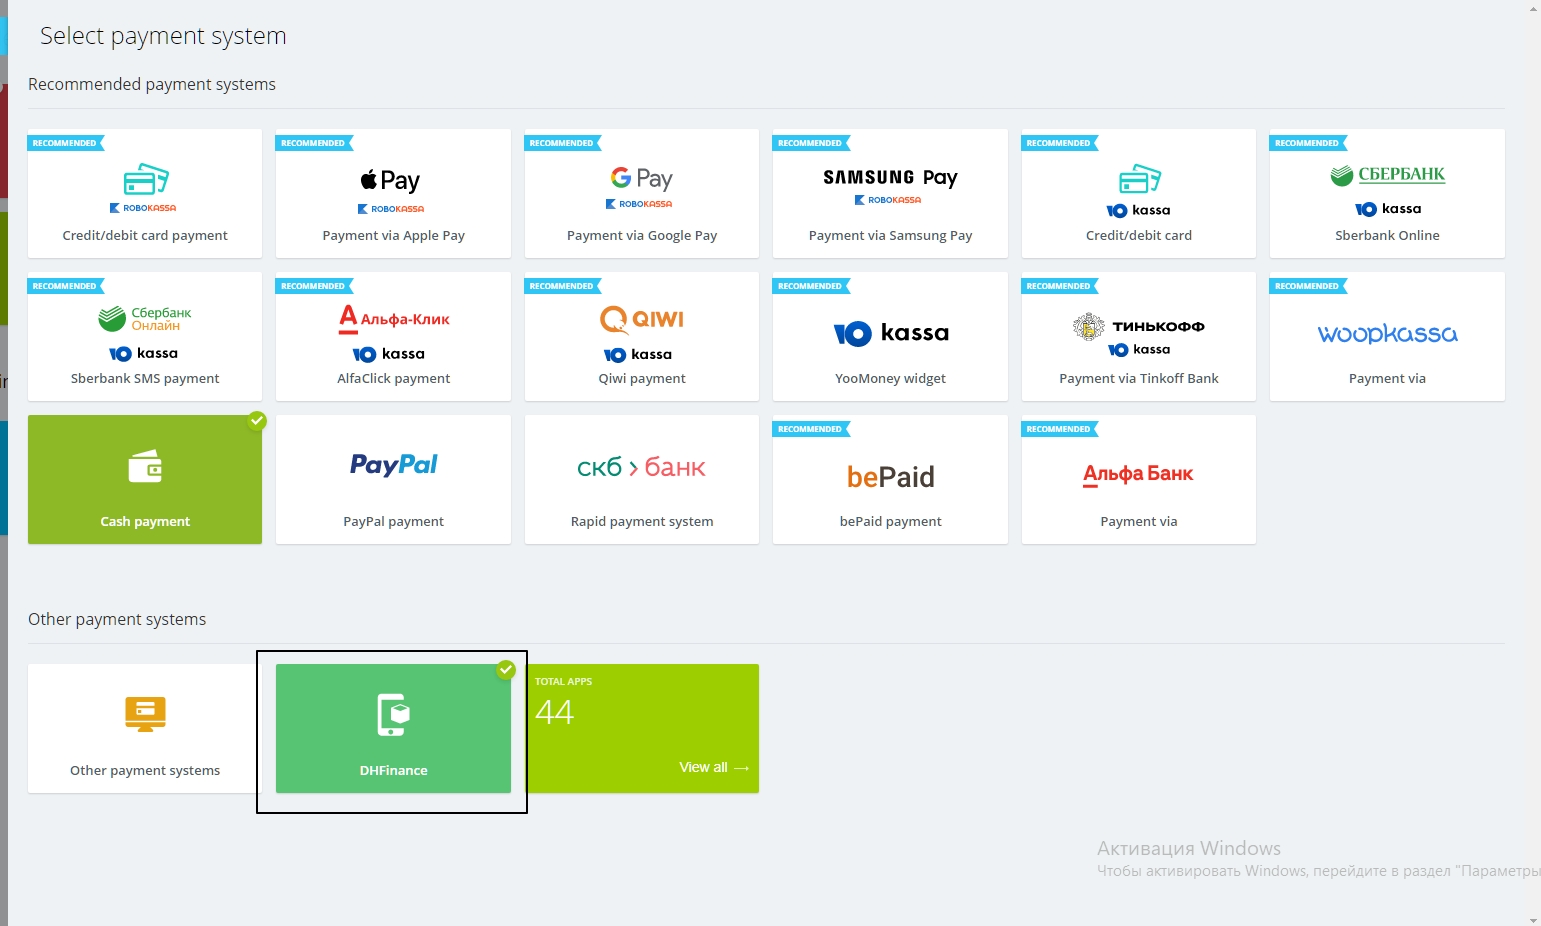 Select payment system
Recommended payment systems
RECOMMENDED
ROBOKASSA
Credit/debit card payment
RECOMMENDED
Pay
ROBOKASSA
Payment via Apple Pay
RECOMMENDED
G Pay
ROBOKASSA
Payment via Google Pay
RECOMMENDED
SAMSUNG Pay
ROBOKASSA
Payment via Samsung Pay
RECOMMENDED
kassa
Credit/debit card
RECOMMENDED
СБЕРБАНК
kassa
Sberbank Online
RECOMMENDED
Сбербанк
Онлайн
kassa
Sberbank SMS payment
RECOMMENDED
Альфа-Клик
kassa
AlfaClick payment
RECOMMENDED
QIWI
kassa
Qiwi payment
RECOMMENDED
kassa
YooMoney widget
RECOMMENDED
ТИНЬКОФФ
kassa
Payment via Tinkoff Bank
RECOMMENDED
woopkassa
Payment via
Cash payment
PayPal
PayPal payment
скб банк
Rapid payment system
RECOMMENDED
bePaid
bePaid payment
RECOMMENDED
Альфа Банк
Payment via
Other payment systems
Other payment systems
DHFinance
TOTAL APPS
44
View all →
Активация Windows
Чтобы активировать Windows, перейдите в раздел "Параметры